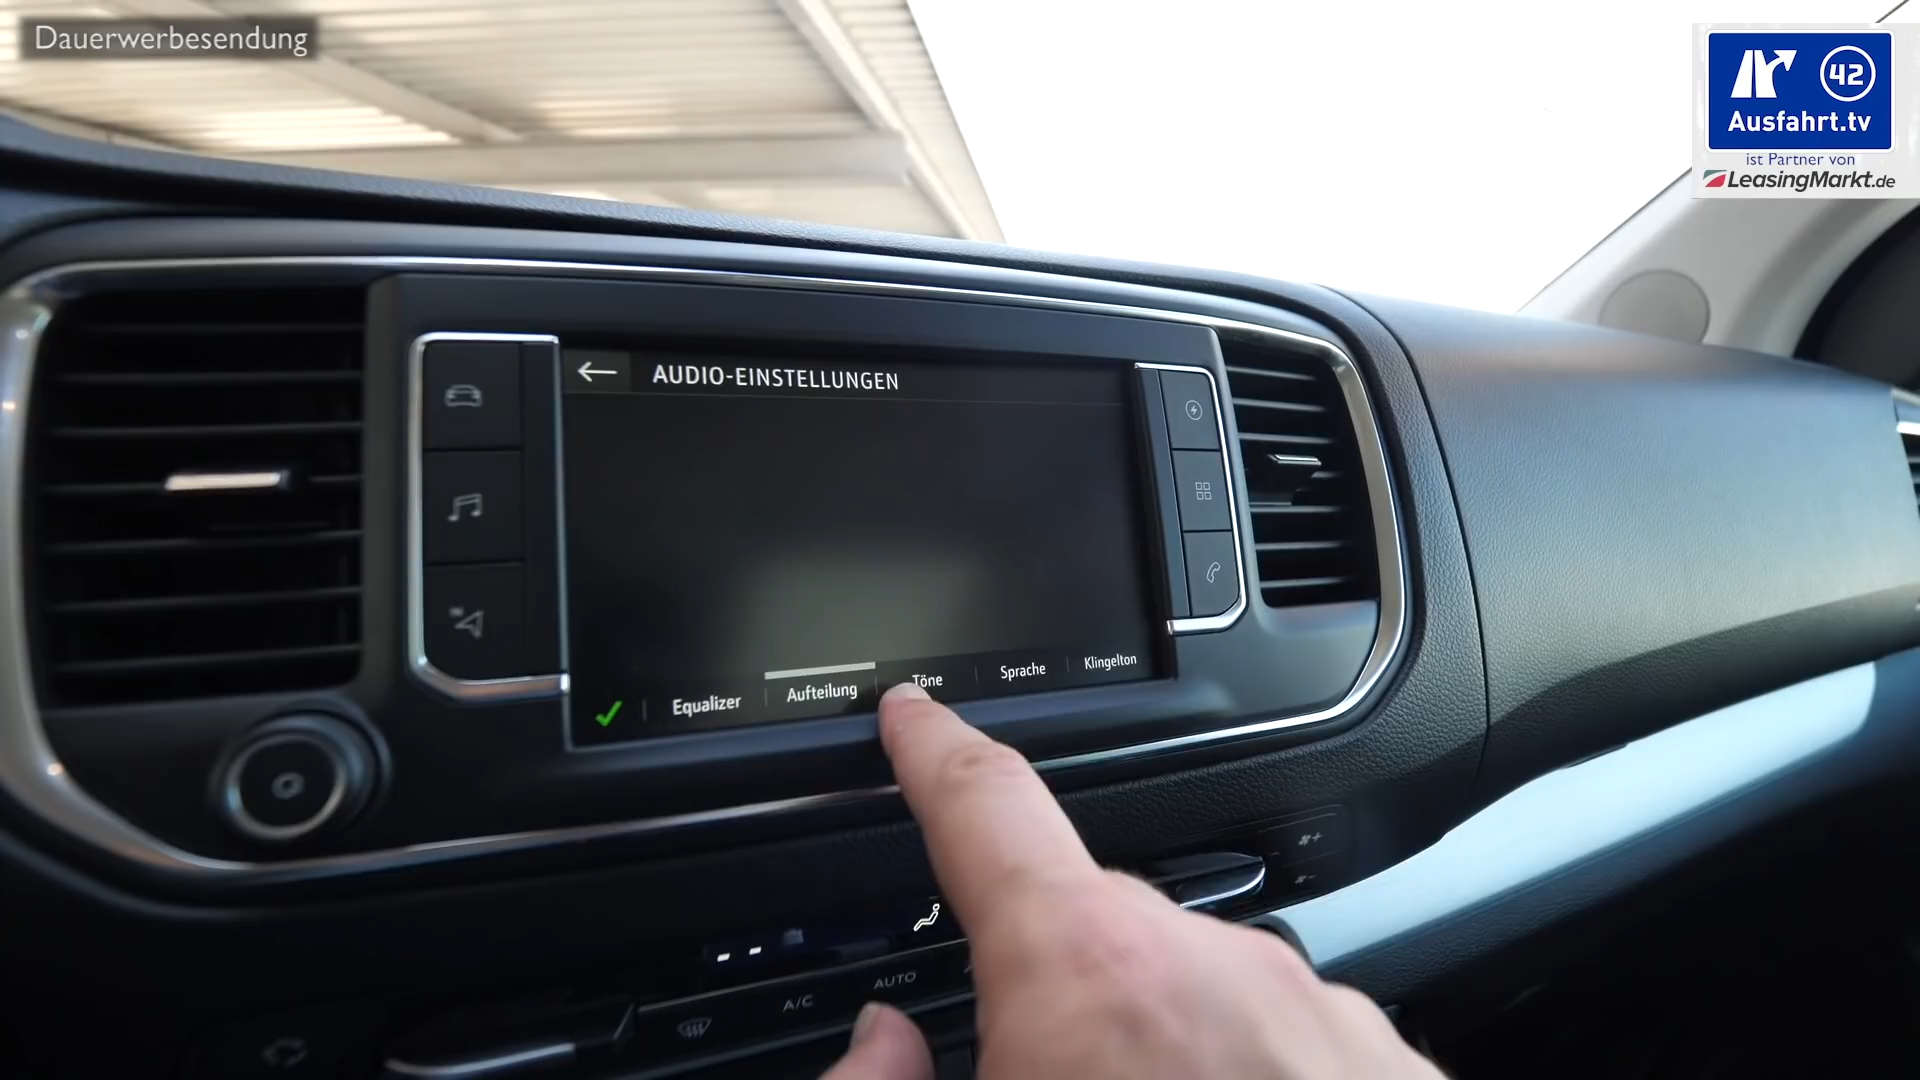 Dauerwerbesendung
42
Ausfahrt.tv
ist Partner von
LeasingMarkt.de
AUDIO-EINSTELLUNGEN
Equalizer
Aufteilung
Töne
Sprache
Klingelton
A/C
AUTO